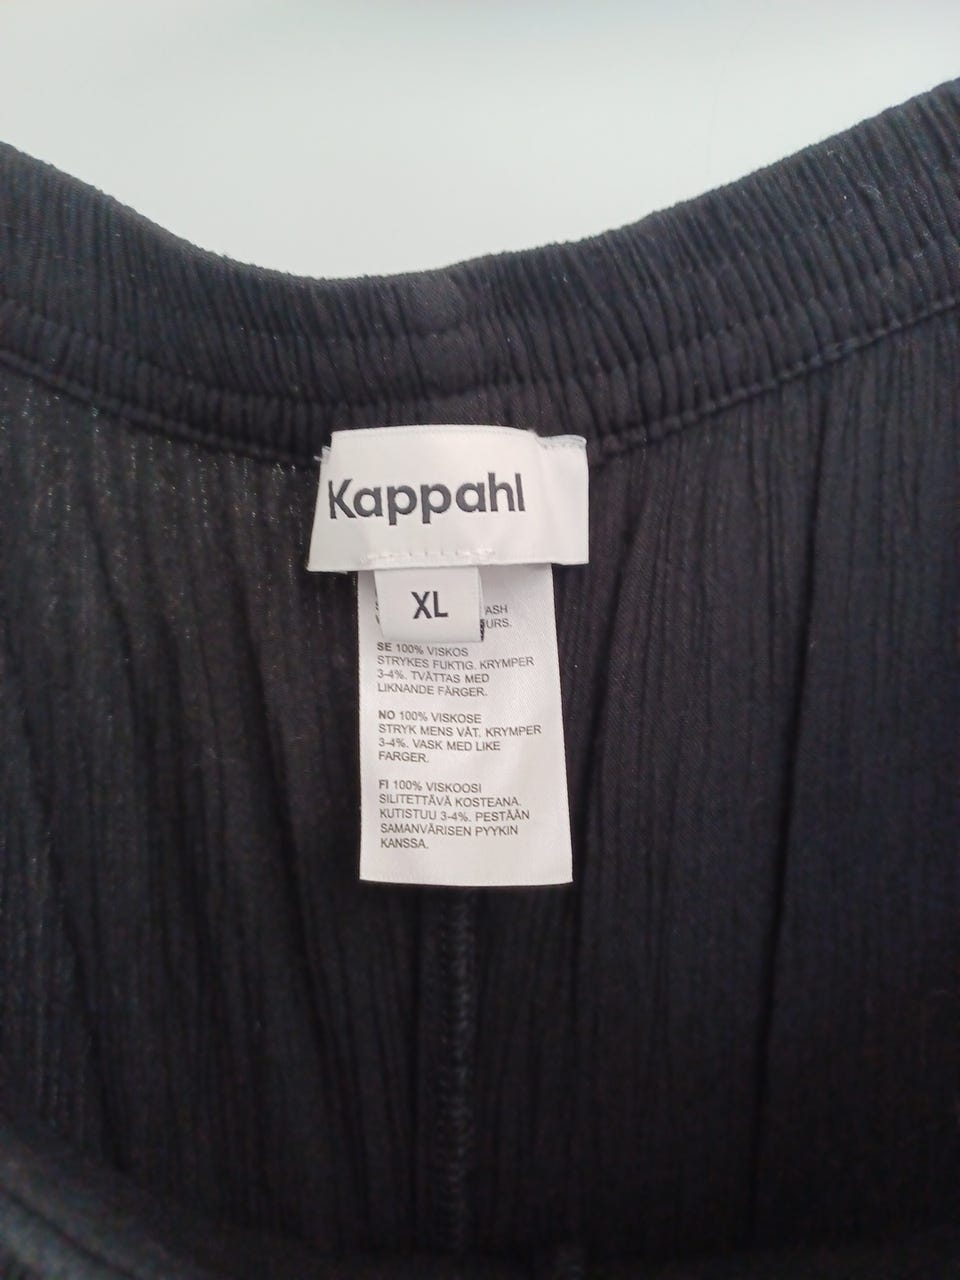 Kappahl
XL
ASH
URS.
SE 100% VISKOS
STRYKES FUKTIG. KRYMPER
3-4%. TVÄTTAS MED
LIKNANDE FÄRGER.
NO 100% VISKOSE
STRYK MENS VÅT. KRYMPER
3-4%. VASK MED LIKE
FARGER.
FI 100% VISKOOSI
SILITETTÄVÄ KOSTEANA.
KUTISTUU 3-4%. PESTÄÄN
SAMANVÄRISEN PYYKIN
KANSSA.